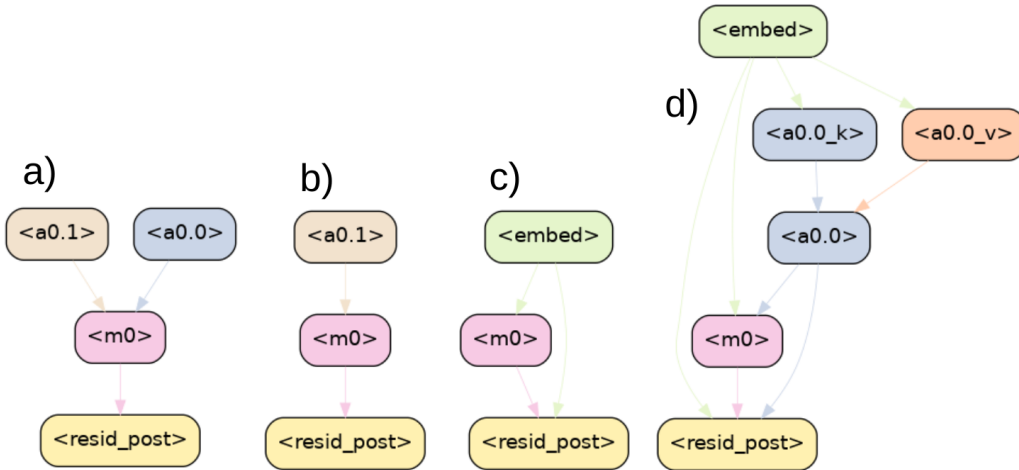 a)
<a0.1>
<a0.0>
<m0>
<resid_post>
b)
<a0.1>
<m0>
<resid_post>
c)
<embed>
<m0>
<resid_post>
d)
<embed>
<a0.0_k>
<a0.0_v>
<a0.0>
<m0>
<resid_post>